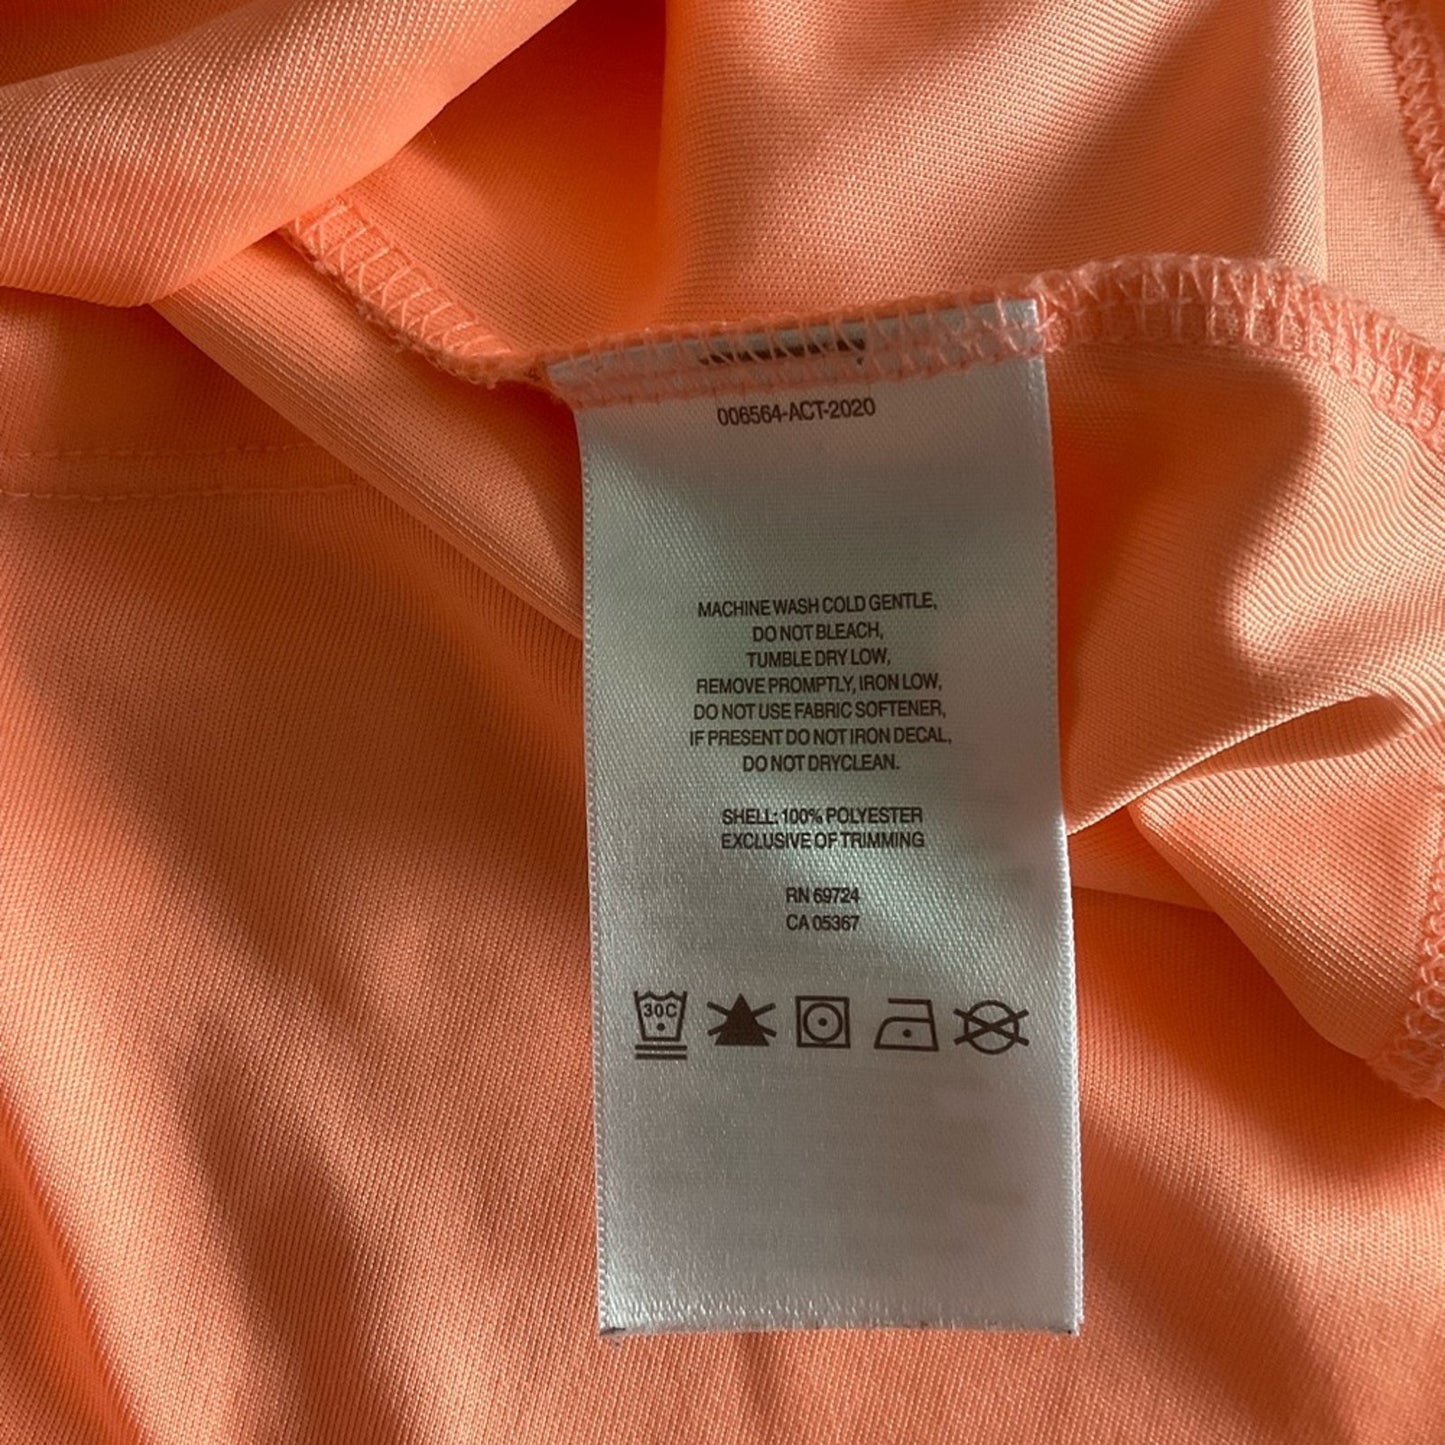 006564-ACT-2020
MACHINE WASH COLD GENTLE,
DO NOT BLEACH,
TUMBLE DRY LOW,
REMOVE PROMPTLY, IRON LOW,
DO NOT USE FABRIC SOFTENER,
IF PRESENT DO NOT IRON DECAL,
DO NOT DRYCLEAN.
SHELL: 100% POLYESTER
EXCLUSIVE OF TRIMMING
RN 69724
CA 05367
30C